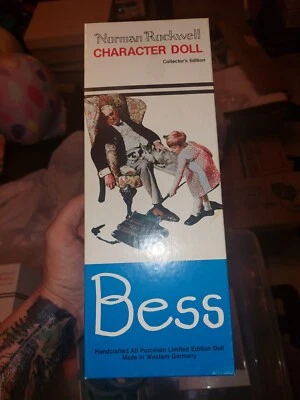 Norman Rockwell
CHARACTER DOLL
Collector's Edition
Bess
Handcrafted All Porcelain Limited Edition Doll
Made in Western Germany